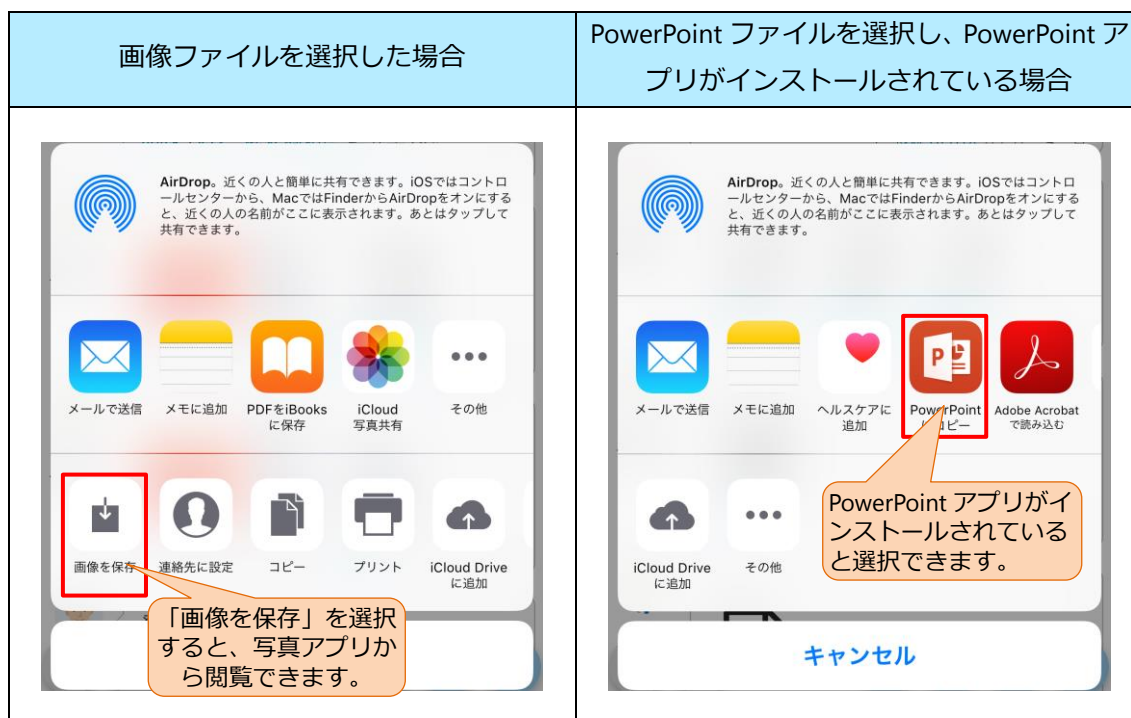 画像ファイルを選択した場合
PowerPoint ファイルを選択し、PowerPoint ア
プリがインストールされている場合
AirDrop。近くの人と簡単に共有できます。iOSではコントロ
ールセンターから、MacではFinderからAirDropをオンにする
と、近くの人の名前がここに表示されます。あとはタップして
共有できます。
メールで送信
メモに追加
PDFをiBooks
に保存
iCloud
写真共有
その他
画像を保存
連絡先に設定
コピー
プリント
iCloud Drive
に追加
「画像を保存」を選択
すると、写真アプリか
ら閲覧できます。
AirDrop。近くの人と簡単に共有できます。iOSではコントロ
ールセンターから、MacではFinderからAirDropをオンにする
と、近くの人の名前がここに表示されます。あとはタップして
共有できます。
メールで送信
メモに追加
ヘルスケアに
追加
PowerPoint
にコピー
Adobe Acrobat
で読み込む
iCloud Drive
に追加
その他
PowerPoint アプリがイ
ンストールされている
と選択できます。
キャンセル